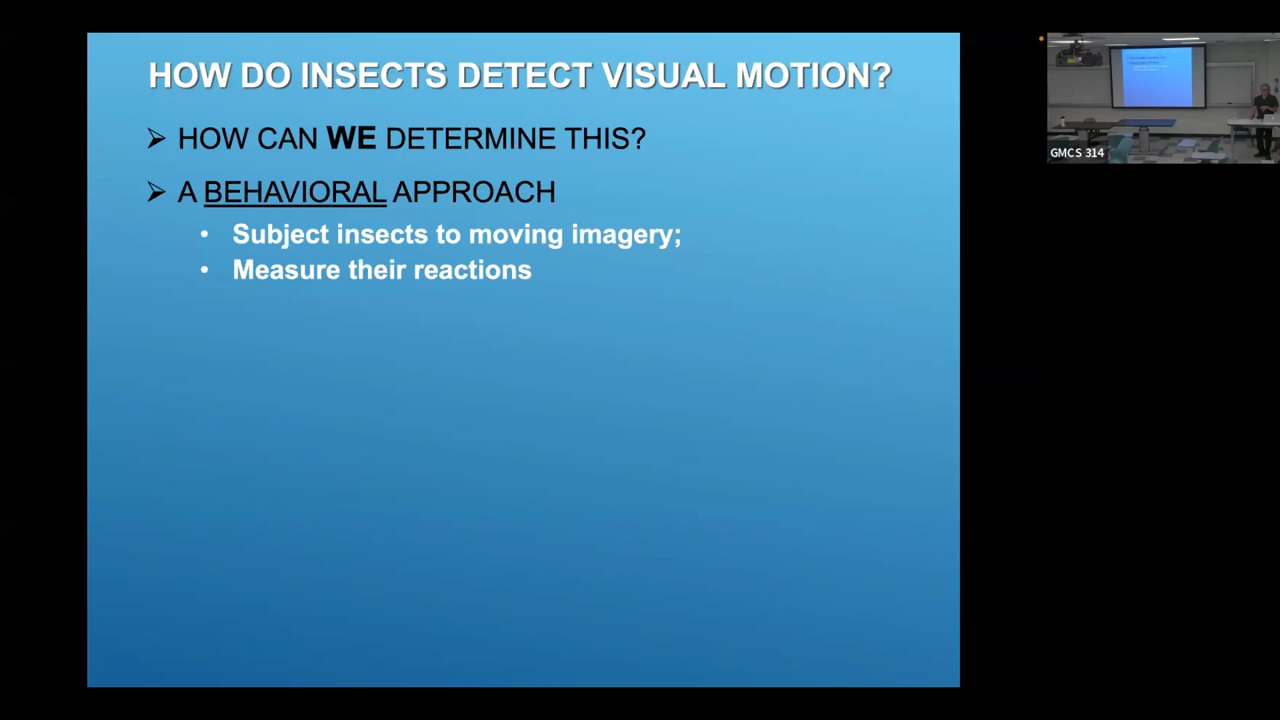 HOW DO INSECTS DETECT VISUAL MOTION?
➢ HOW CAN WE DETERMINE THIS?
➢ A BEHAVIORAL APPROACH
• Subject insects to moving imagery;
• Measure their reactions
GMCS 314